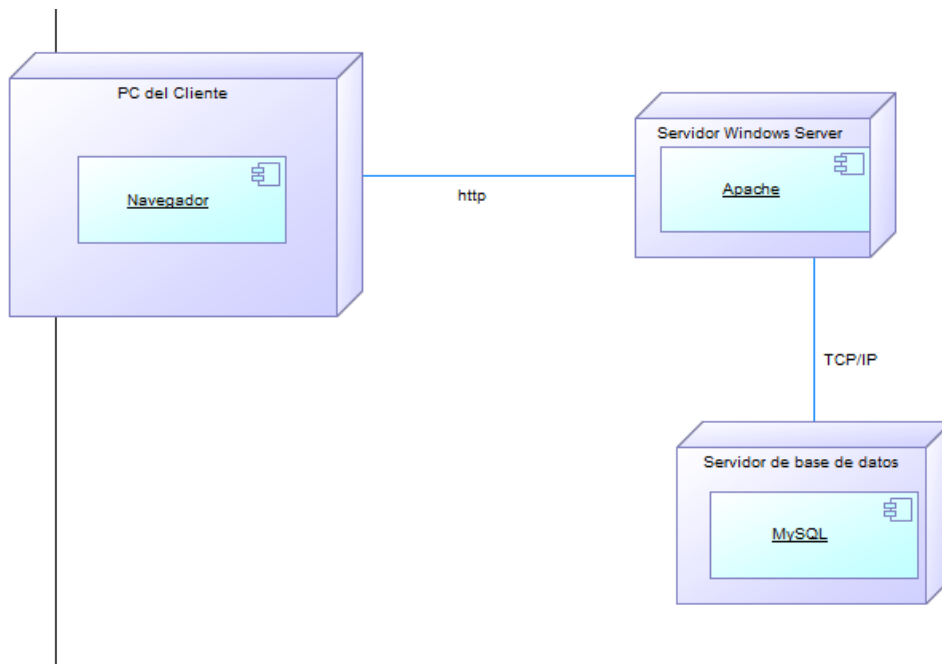 PC del Cliente
Navegador
http
Servidor Windows Server
Apache
TCP/IP
Servidor de base de datos
MySQL